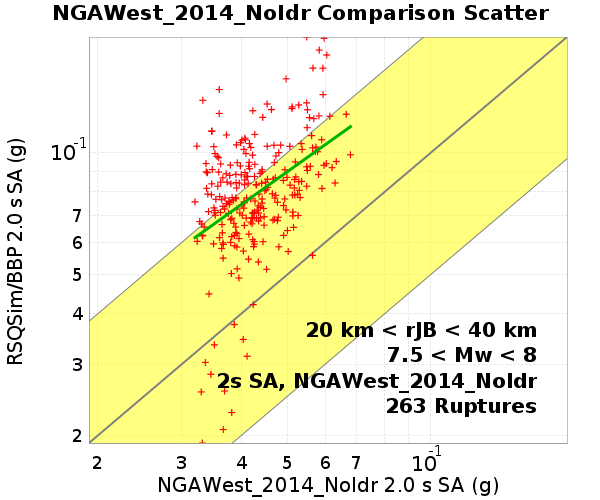 NGAWest_2014_NoIdr Comparison Scatter
RSQSim/BBP 2.0 s SA (g)
10-1
7
6
5
4
3
2
20 km < rJB < 40 km
7.5 < Mw < 8
2s SA, NGAWest_2014_NoIdr
263 Ruptures
2 3 4 5 6 7 10-1
NGAWest_2014_NoIdr 2.0 s SA (g)